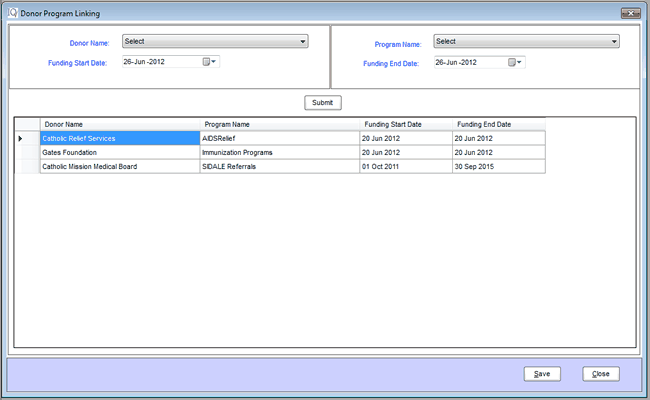 Donor Program Linking
Donor Name: Select Program Name: Select
Funding Start Date: 26-Jun -2012 Funding End Date: 26-Jun -2012
Submit
Donor Name Program Name Funding Start Date Funding End Date
Catholic Relief Services AIDSRelief 20 Jun 2012 20 Jun 2012
Gates Foundation Immunization Programs 20 Jun 2012 20 Jun 2012
Catholic Mission Medical Board SIDALE Referrals 01 Oct 2011 30 Sep 2015
Save Close